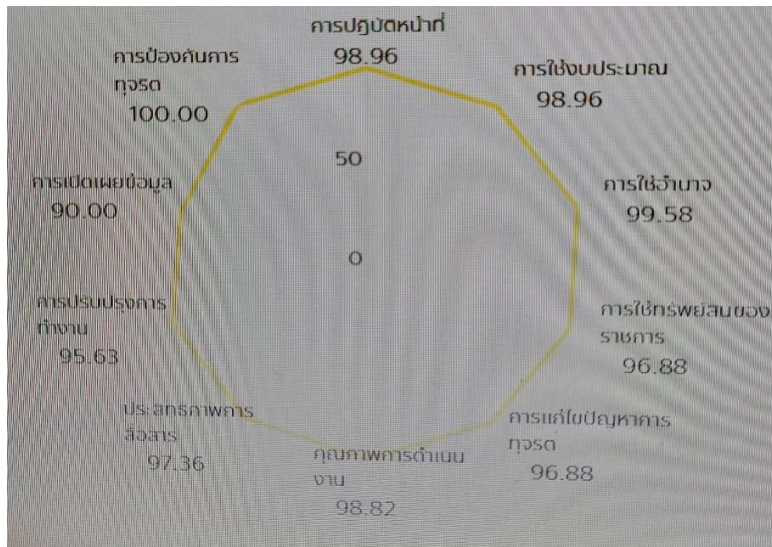 การปฏิบัติหน้าที่
98.96
การใช้งบประมาณ
98.96
การใช้อำนาจ
99.58
การใช้ทรัพย์สินของ
ราชการ
96.88
การแก้ไขปัญหาการ
ทุจริต
96.88
คุณภาพการดำเนิน
งาน
98.82
ประสิทธิภาพการ
สื่อสาร
97.36
การปรับปรุงการ
ทำงาน
95.63
การเปิดเผยข้อมูล
90.00
การป้องกันการ
ทุจริต
100.00
50
0